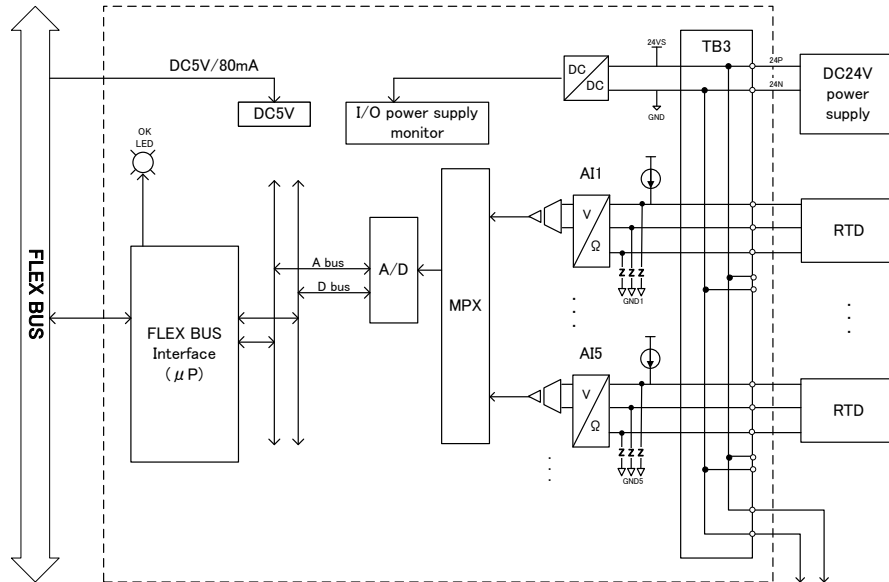 DC5V/80mA
DC5V
I/O power supply
monitor
DC
DC
24VS
GND
TB3
24P
24N
DC24V
power
supply
OK
LED
FLEX BUS
FLEX BUS
Interface
(μP)
A bus
D bus
A/D
MPX
AI1
V
Ω
Z Z Z
GND1
RTD
AI5
V
Ω
Z Z Z
GND5
RTD